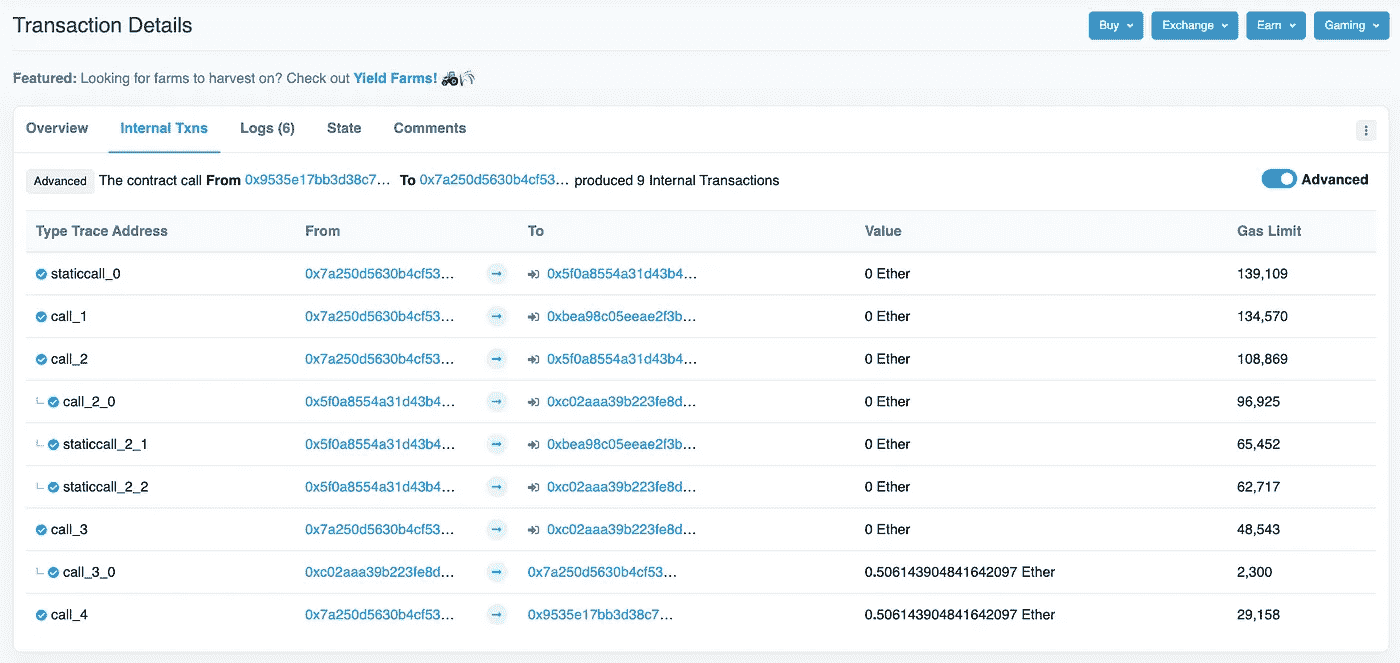 Transaction Details
Buy Exchange Earn Gaming
Featured: Looking for farms to harvest on? Check out Yield Farms!
Overview Internal Txns Logs (6) State Comments
Advanced The contract call From 0x9535e17bb3d38c7... To 0x7a250d5630b4cf53... produced 9 Internal Transactions Advanced
Type Trace Address From To Value Gas Limit
staticcall_0 0x7a250d5630b4cf53... 0x5f0a8554a31d43b4... 0 Ether 139,109
call_1 0x7a250d5630b4cf53... 0xbea98c05eeae2f3b... 0 Ether 134,570
call_2 0x7a250d5630b4cf53... 0x5f0a8554a31d43b4... 0 Ether 108,869
call_2_0 0x5f0a8554a31d43b4... 0xc02aaa39b223fe8d... 0 Ether 96,925
staticcall_2_1 0x5f0a8554a31d43b4... 0xbea98c05eeae2f3b... 0 Ether 65,452
staticcall_2_2 0x5f0a8554a31d43b4... 0xc02aaa39b223fe8d... 0 Ether 62,717
call_3 0x7a250d5630b4cf53... 0xc02aaa39b223fe8d... 0 Ether 48,543
call_3_0 0xc02aaa39b223fe8d... 0x7a250d5630b4cf53... 0.506143904841642097 Ether 2,300
call_4 0x7a250d5630b4cf53... 0x9535e17bb3d38c7... 0.506143904841642097 Ether 29,158